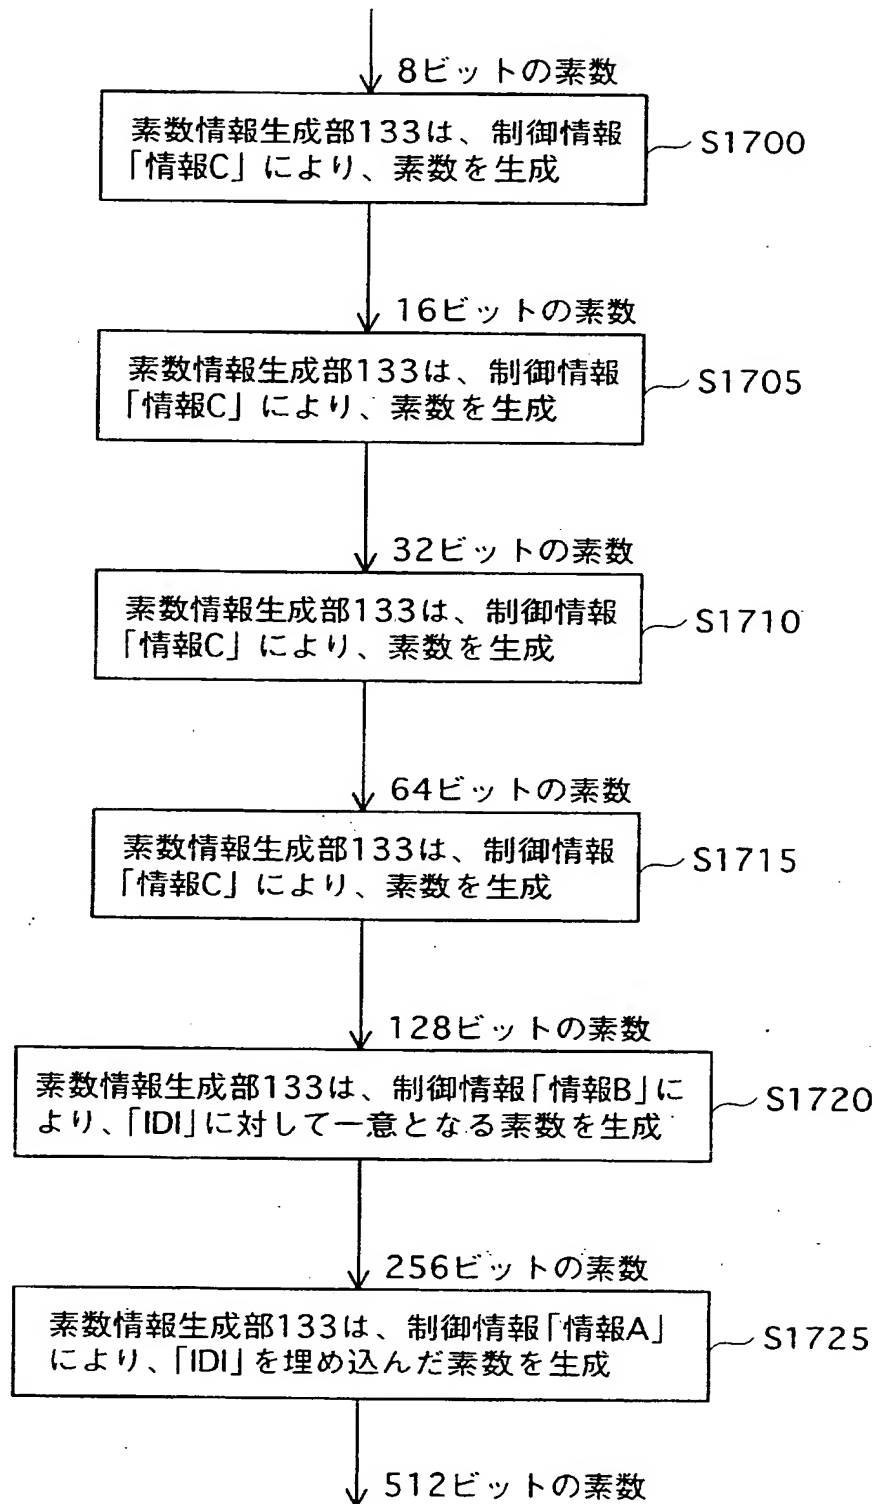 8ビットの素数
素数情報生成部133は、制御情報
「情報C」により、素数を生成
S1700
16ビットの素数
素数情報生成部133は、制御情報
「情報C」により、素数を生成
S1705
32ビットの素数
素数情報生成部133は、制御情報
「情報C」により、素数を生成
S1710
64ビットの素数
素数情報生成部133は、制御情報
「情報C」により、素数を生成
S1715
128ビットの素数
素数情報生成部133は、制御情報「情報B」に
より、「IDI」に対して一意となる素数を生成
S1720
256ビットの素数
素数情報生成部133は、制御情報「情報A」
により、「IDI」を埋め込んだ素数を生成
S1725
512ビットの素数